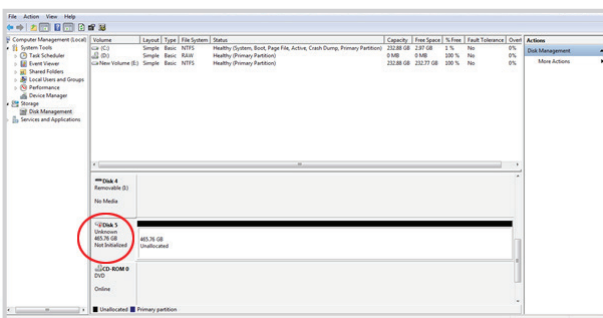 File Action View Help
Computer Management (Local)
System Tools
Task Scheduler
Event Viewer
Shared Folders
Local Users and Groups
Performance
Device Manager
Storage
Disk Management
Services and Applications
Volume Layout Type File System Status Capacity Free Space % Free Fault Tolerance Overl
(C:) Simple Basic NTFS Healthy (System, Boot, Page File, Active, Crash Dump, Primary Partition) 232.88 GB 2.97 GB 1 % No 0%
(D:) Simple Basic RAW Healthy (Primary Partition) 0 MB 0 MB 100 % No 0%
New Volume (E:) Simple Basic NTFS Healthy (Primary Partition) 232.88 GB 232.77 GB 100 % No 0%
Actions
Disk Management
More Actions
Disk 4
Removable (I:)
No Media
Disk 5
Unknown
465.76 GB
Not Initialized
465.76 GB
Unallocated
CD-ROM 0
DVD
Online
Unallocated Primary partition